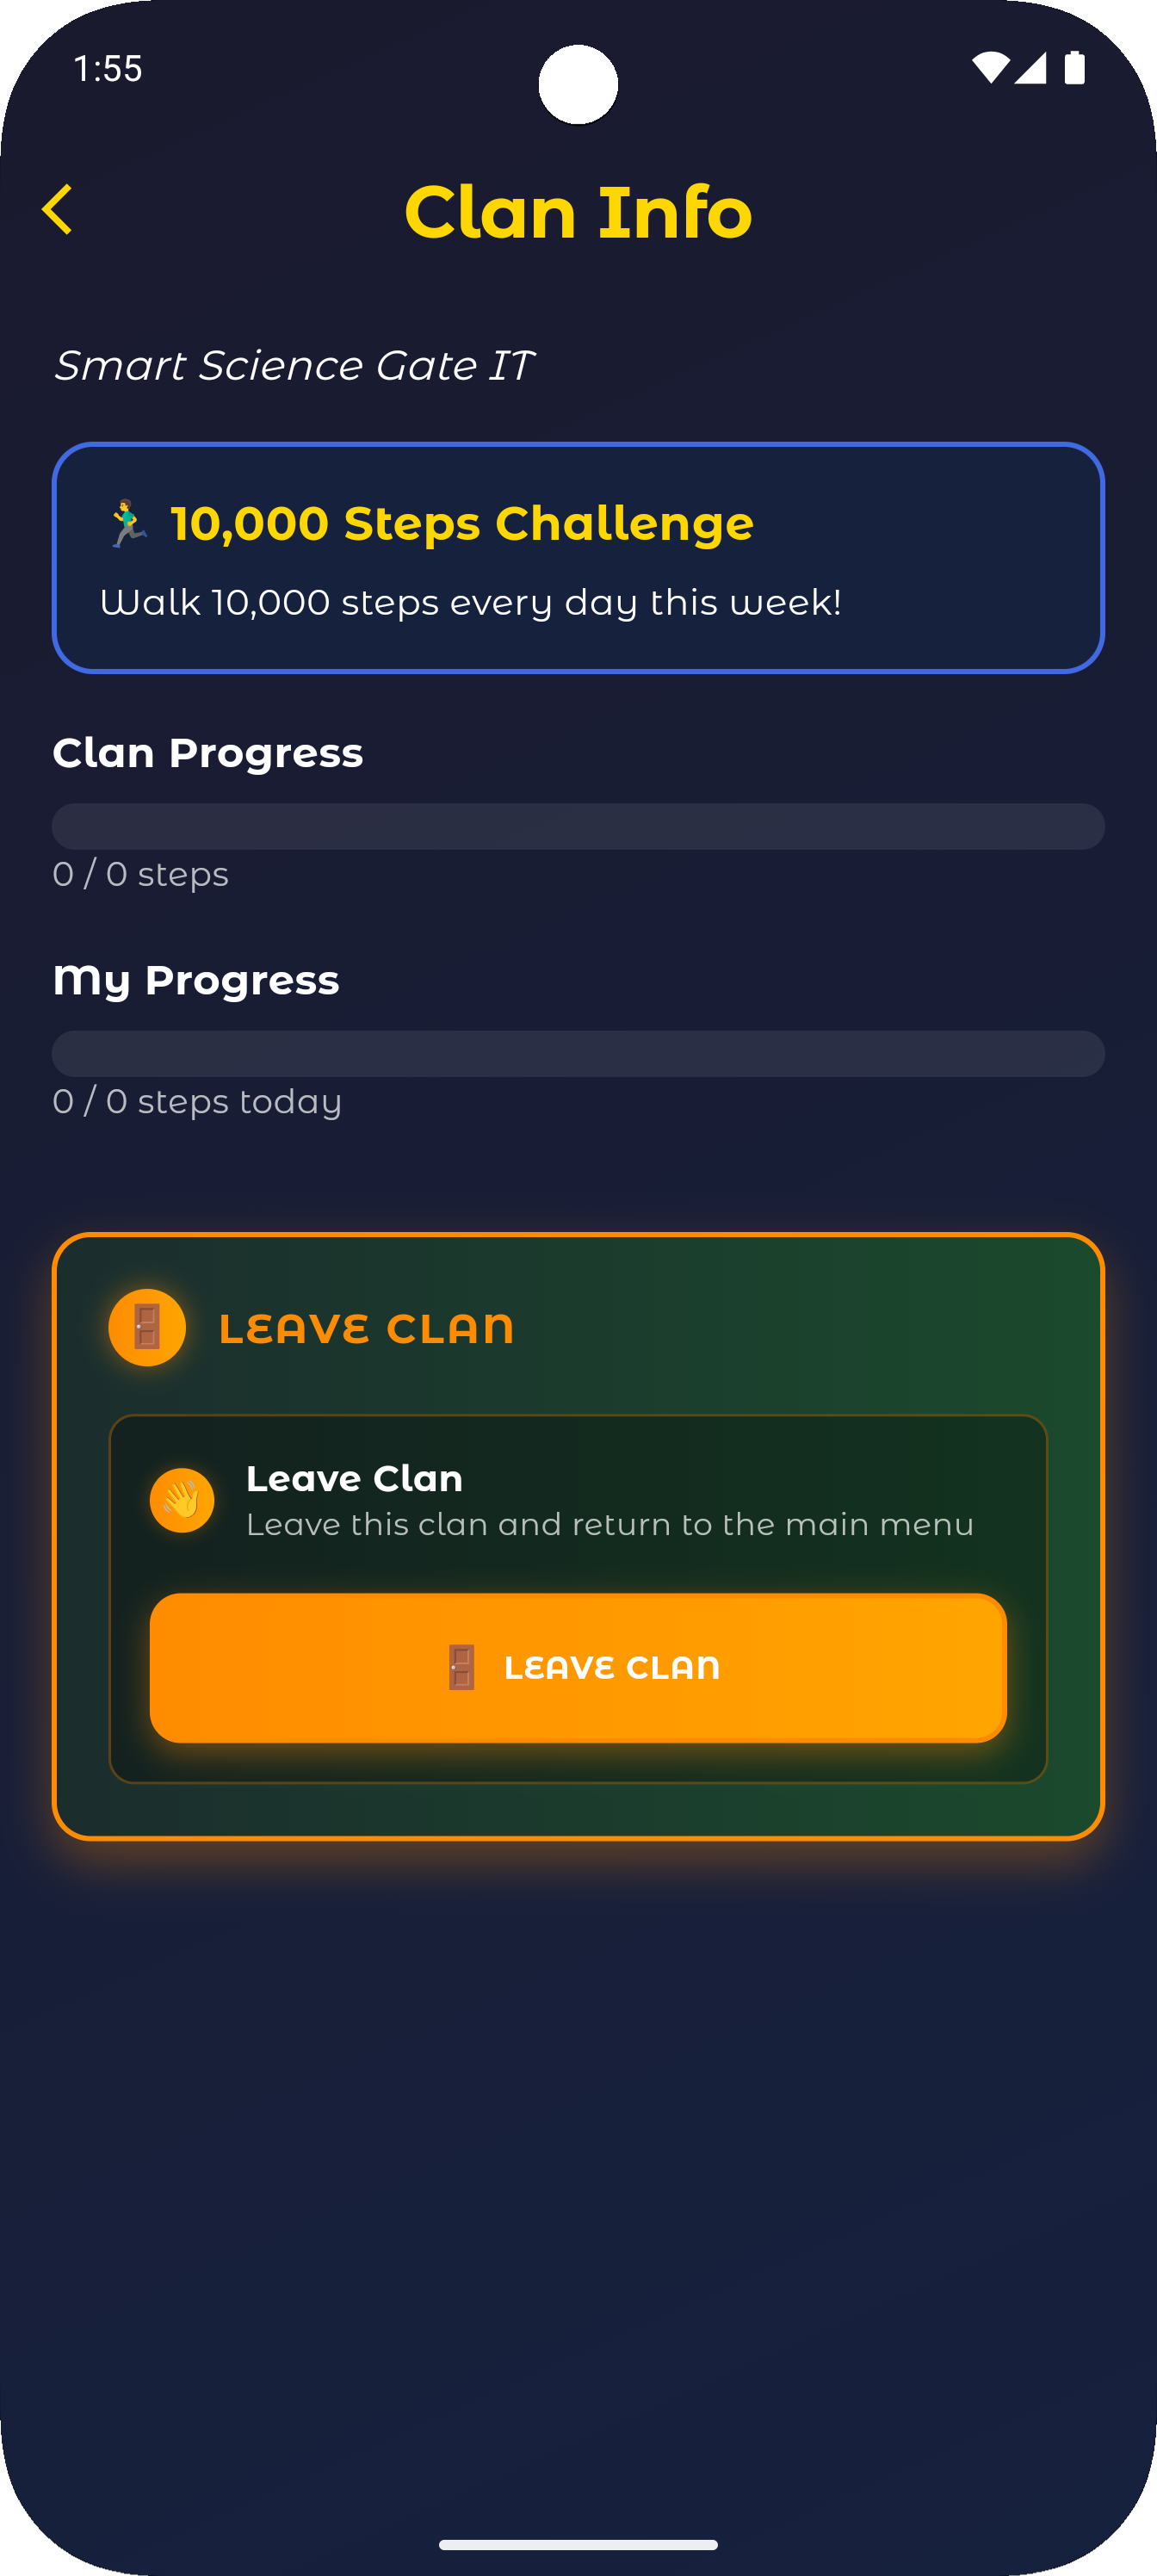 1:55
Clan Info
Smart Science Gate IT
10,000 Steps Challenge
Walk 10,000 steps every day this week!
Clan Progress
0 / 0 steps
My Progress
0 / 0 steps today
LEAVE CLAN
Leave Clan
Leave this clan and return to the main menu
LEAVE CLAN